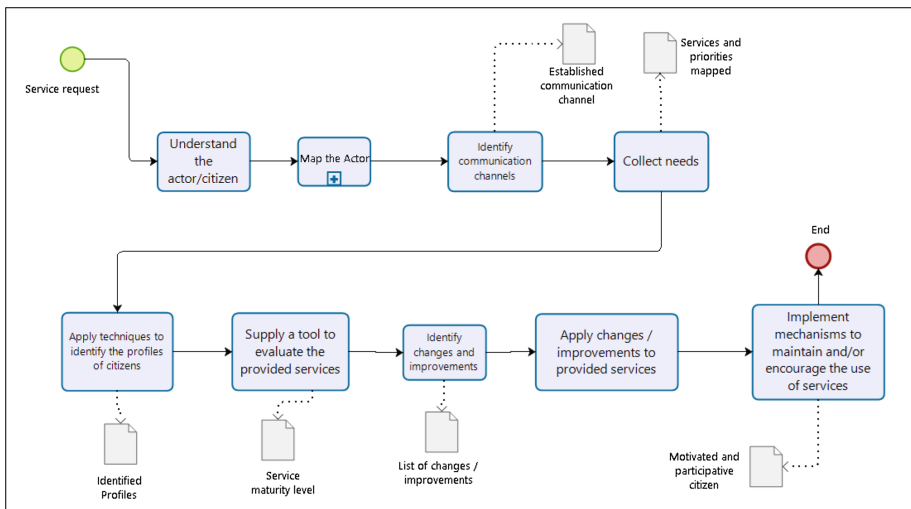 Service request
Understand
the
actor/citizen
Map the Actor
Identify
communication
channels
Established
communication
channel
Collect needs
Services and
priorities
mapped
End
Apply techniques to
identify the profiles
of citizens
Supply a tool to
evaluate the
provided services
Identify
changes and
improvements
Apply changes /
improvements to
provided services
Implement
mechanisms to
maintain and/or
encourage the use
of services
Identified
Profiles
Service
maturity level
List of changes /
improvements
Motivated and
participative
citizen